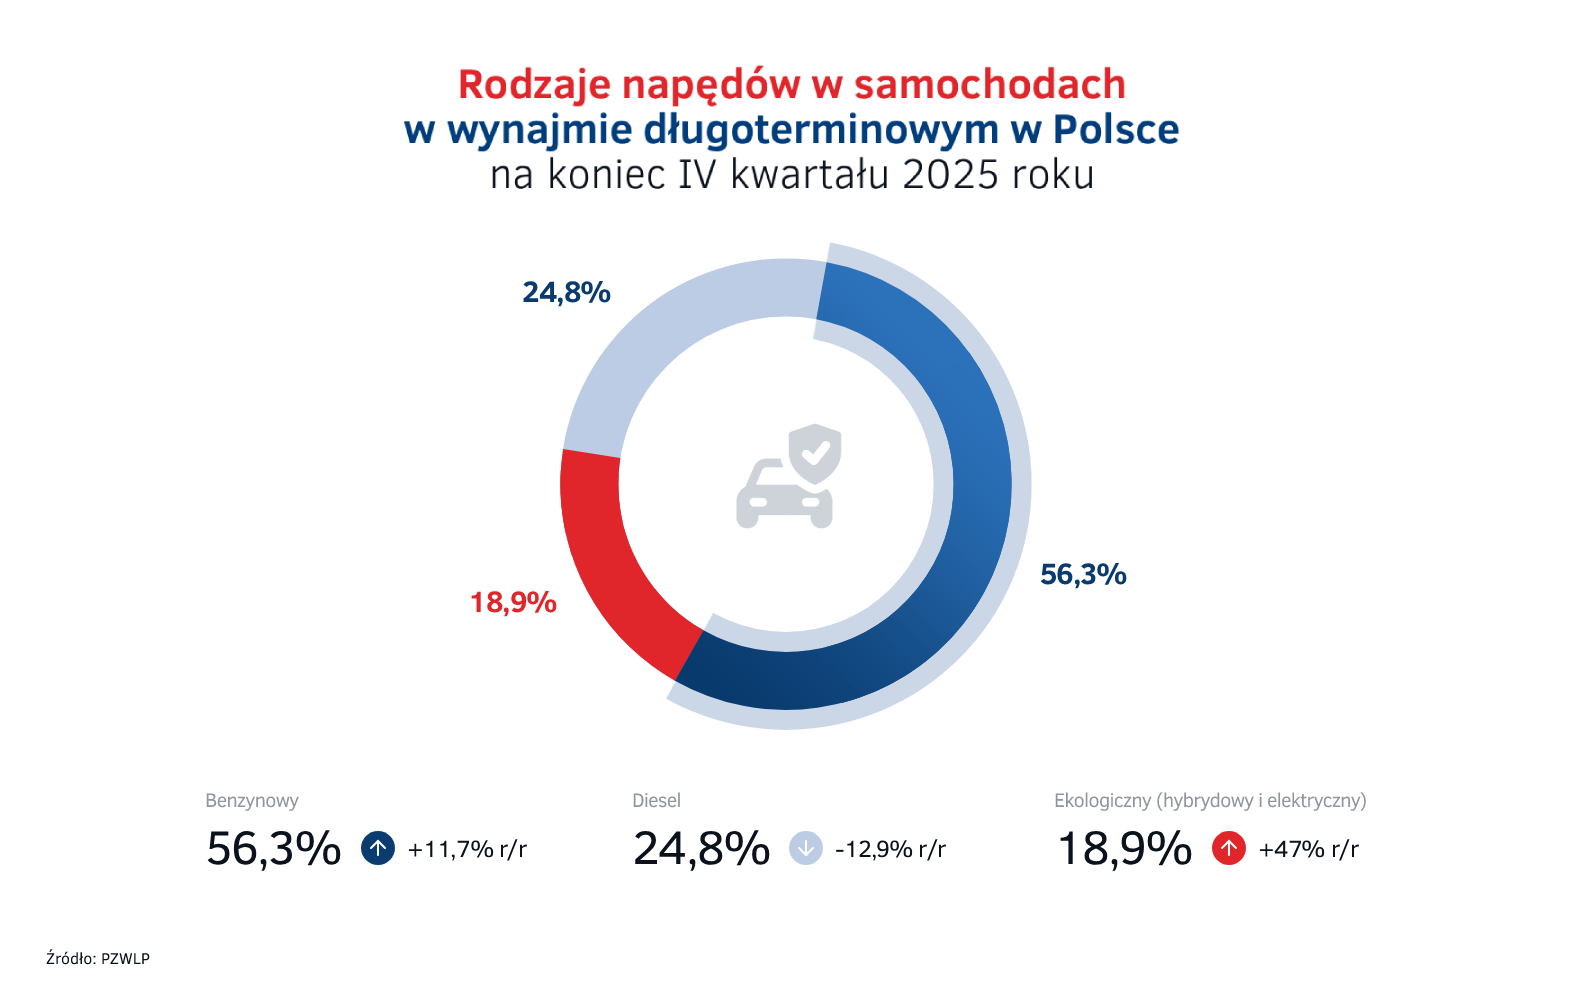 Rodzaje napędów w samochodach
w wynajmie długoterminowym w Polsce
na koniec IV kwartału 2025 roku
24,8%
56,3%
18,9%
Benzynowy
56,3% +11,7% r/r
Diesel
24,8% -12,9% r/r
Ekologiczny (hybrydowy i elektryczny)
18,9% +47% r/r
Źródło: PZWLP